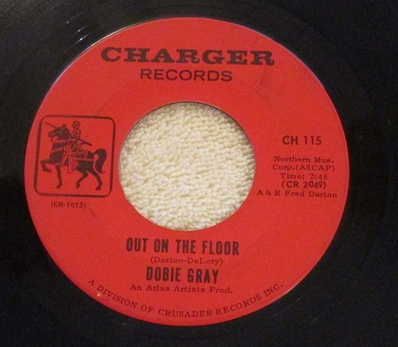 CHARGER
RECORDS
CH 115
Northern Mus.
Corp.(ASCAP)
Time: 2:45
(CR 2049)
A & R Fred Darian
(CH-1013)
OUT ON THE FLOOR
(Darian-DeLory)
DOBIE GRAY
An Atlas Artists Prod.
A DIVISION OF CRUSADER RECORDS INC.